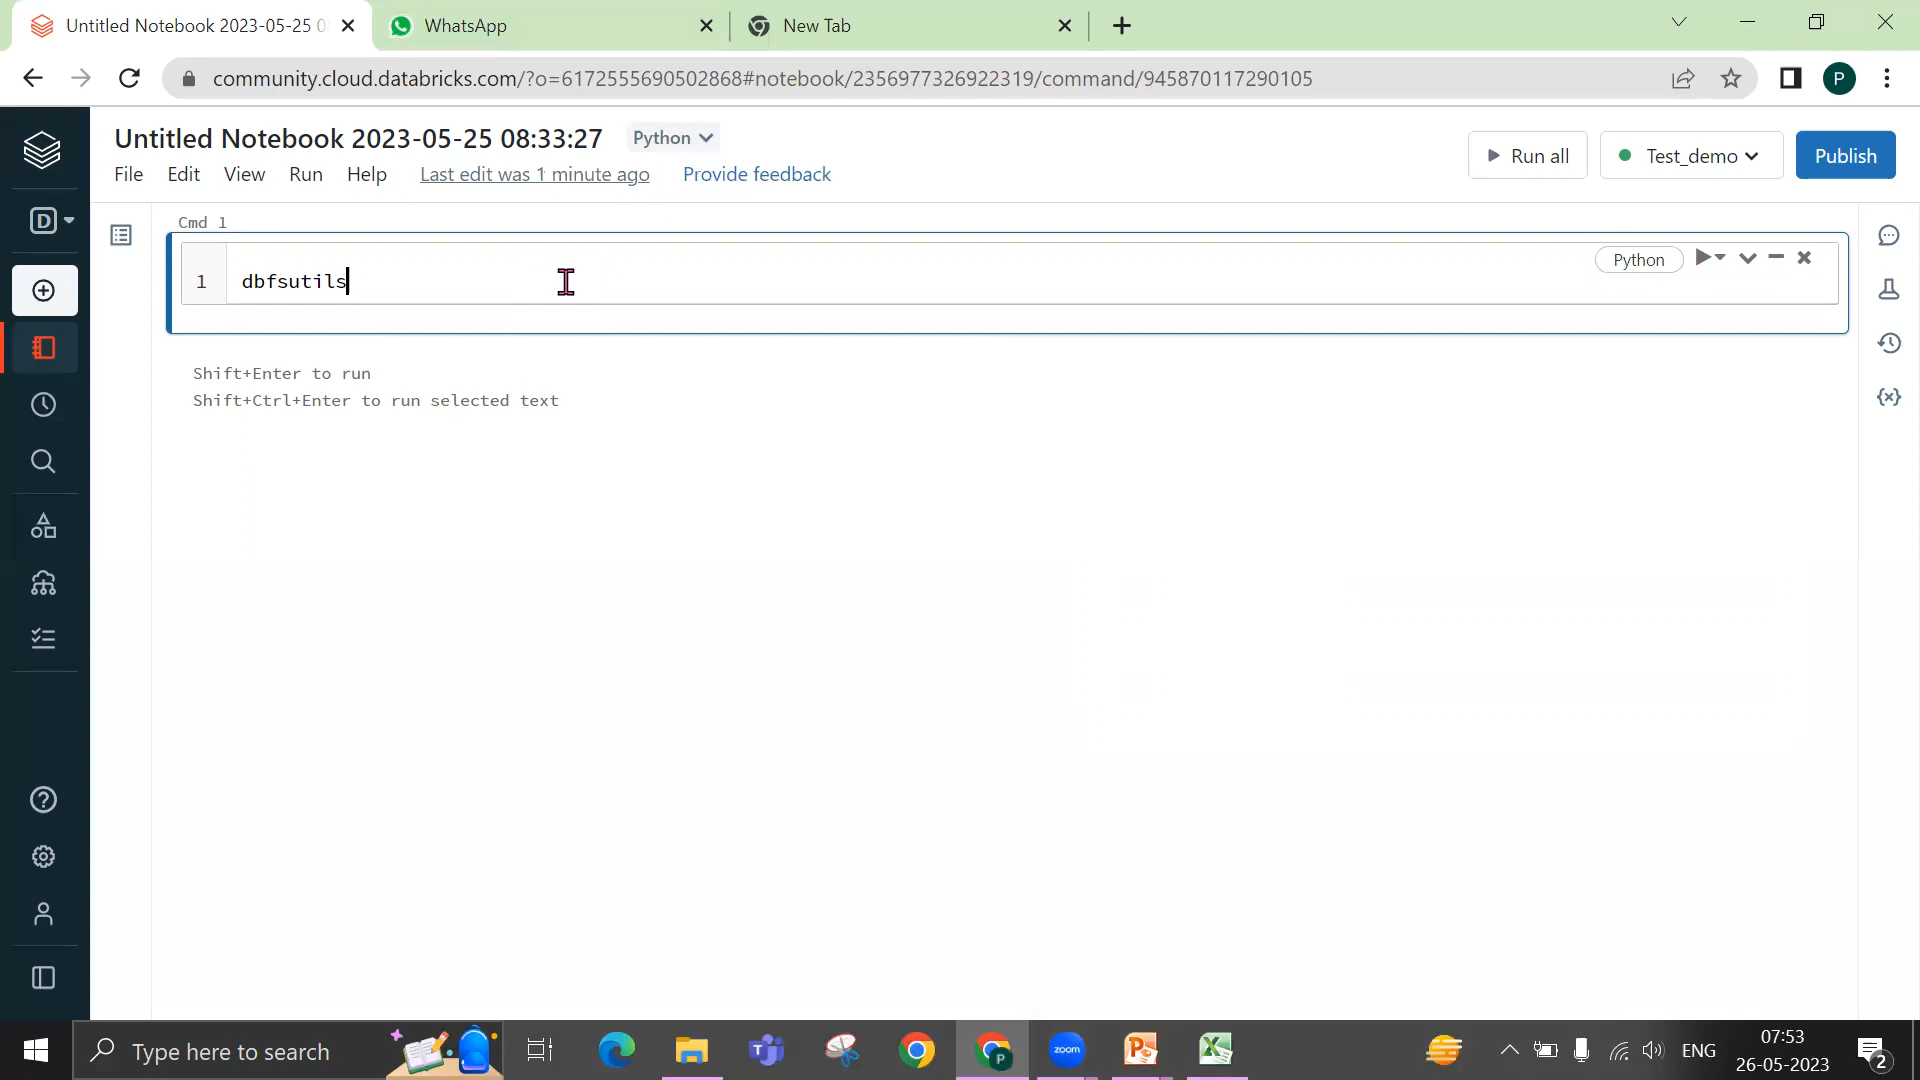 Untitled Notebook 2023-05-25 0
WhatsApp
New Tab
community.cloud.databricks.com/?o=6172555690502868#notebook/2356977326922319/command/945870117290105
P
Untitled Notebook 2023-05-25 08:33:27
Python
File Edit View Run Help Last edit was 1 minute ago Provide feedback
Run all
Test_demo
Publish
D
Cmd 1
1 dbfsutils
Python
Shift+Enter to run
Shift+Ctrl+Enter to run selected text
Type here to search
zoom
ENG
07:53
26-05-2023
2